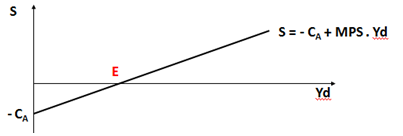 S
S = - CA + MPS . Yd
E
Yd
- CA